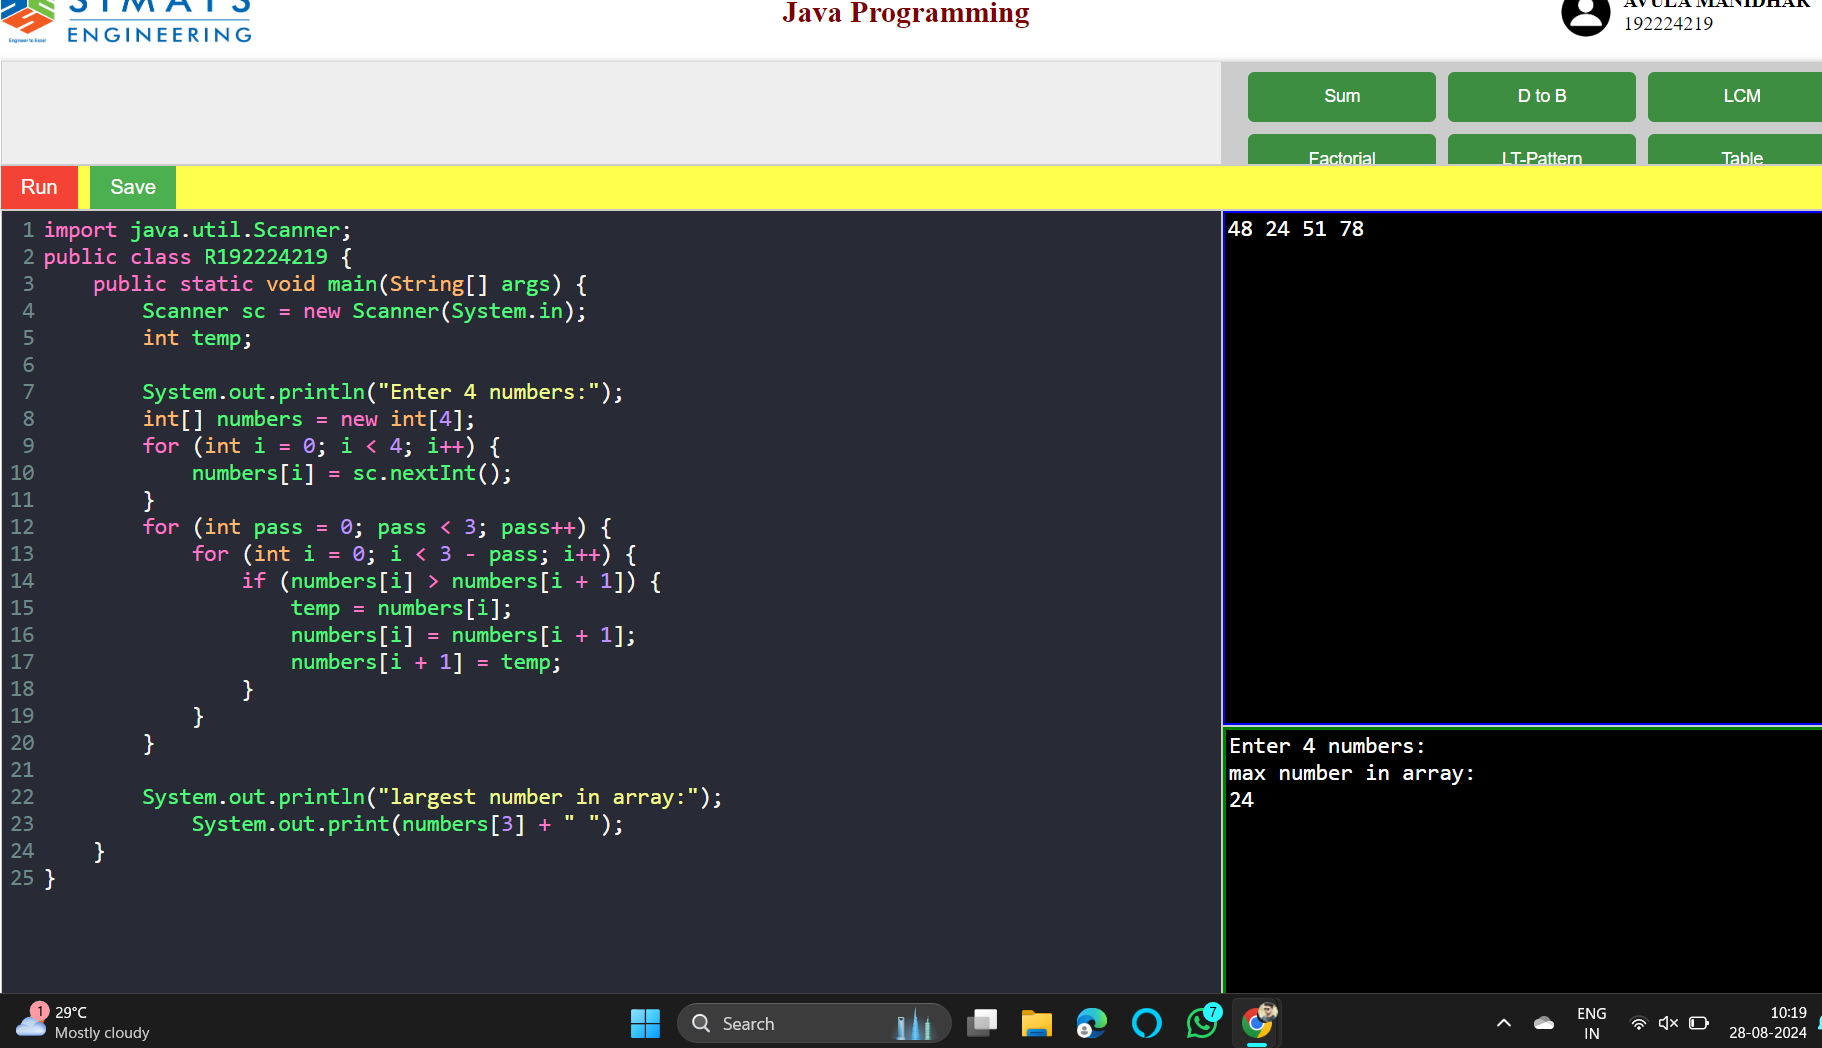 SIMATS
ENGINEERING
Engineer to Excel
Java Programming
AVULA MANIDHAR
192224219
Sum
D to B
LCM
Factorial
LT-Pattern
Table
Run
Save
1 import java.util.Scanner;
2 public class R192224219 {
3     public static void main(String[] args) {
4         Scanner sc = new Scanner(System.in);
5         int temp;
6
7         System.out.println("Enter 4 numbers:");
8         int[] numbers = new int[4];
9         for (int i = 0; i < 4; i++) {
10             numbers[i] = sc.nextInt();
11         }
12         for (int pass = 0; pass < 3; pass++) {
13             for (int i = 0; i < 3 - pass; i++) {
14                 if (numbers[i] > numbers[i + 1]) {
15                     temp = numbers[i];
16                     numbers[i] = numbers[i + 1];
17                     numbers[i + 1] = temp;
18                 }
19             }
20         }
21
22         System.out.println("largest number in array:");
23             System.out.print(numbers[3] + " ");
24     }
25 }
48 24 51 78
Enter 4 numbers:
max number in array:
24
1
29°C
Mostly cloudy
Search
7
ENG
IN
10:19
28-08-2024